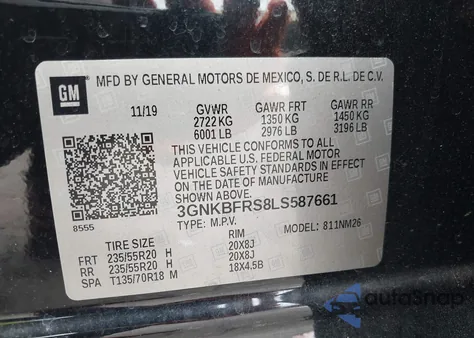 GM
MFD BY GENERAL MOTORS DE MEXICO, S. DE R.L. DE C.V.
11/19 GVWR GAWR FRT GAWR RR
2722 KG 1350 KG 1450 KG
6001 LB 2976 LB 3196 LB
THIS VEHICLE CONFORMS TO ALL
APPLICABLE U.S. FEDERAL MOTOR
VEHICLE SAFETY AND THEFT PREVENTION
STANDARDS IN EFFECT ON THE DATE OF
MANUFACTURE SHOWN ABOVE.
3GNKBFRS8LS587661
8555 TYPE: M.P.V. MODEL: 811NM26
TIRE SIZE RIM
FRT 235/55R20 H 20X8J
RR 235/55R20 H 20X8J
SPA T135/70R18 M 18X4.5B
autoSnap